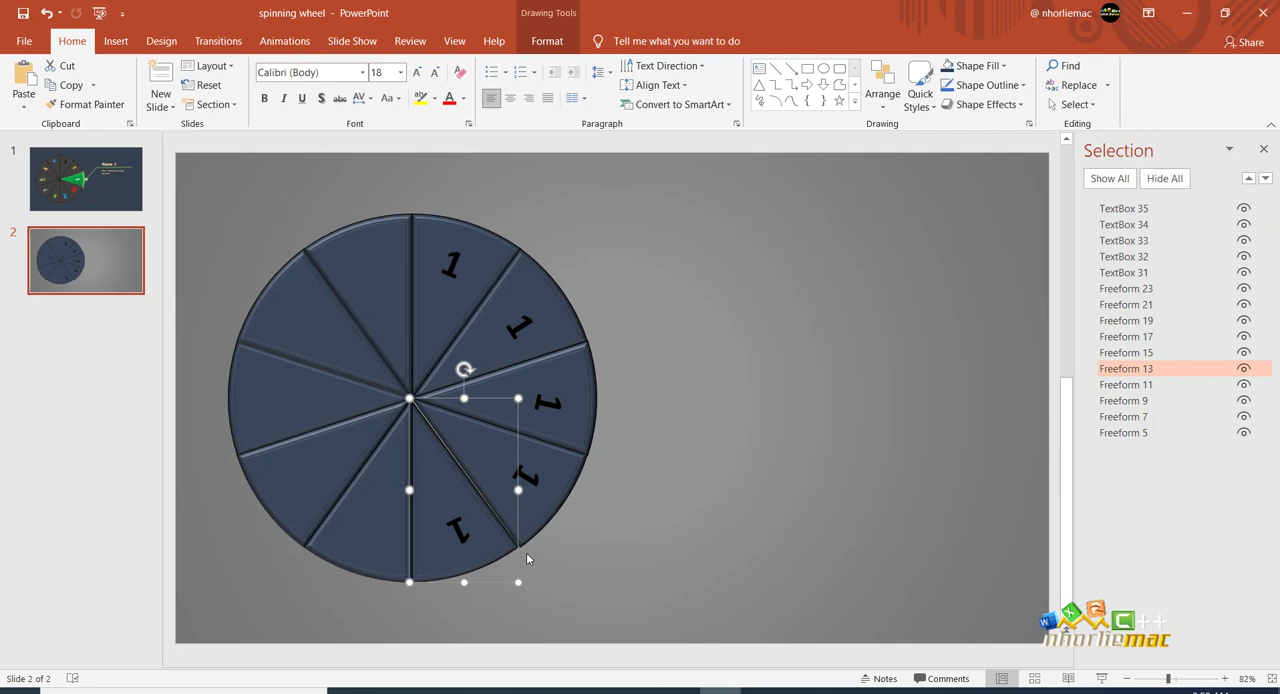 spinning wheel - PowerPoint
Drawing Tools
@ nhorliemac
File Home Insert Design Transitions Animations Slide Show Review View Help Format Tell me what you want to do
Share
Paste
Cut
Copy
Format Painter
Clipboard
New Slide
Layout
Reset
Section
Slides
Calibri (Body) 18
B I U S abc AV Aa A
Font
Text Direction
Align Text
Convert to SmartArt
Paragraph
Arrange
Quick Styles
Shape Fill
Shape Outline
Shape Effects
Drawing
Find
Replace
Select
Editing
1
2
1
1
1
1
1
Selection
Show All Hide All
TextBox 35
TextBox 34
TextBox 33
TextBox 32
TextBox 31
Freeform 23
Freeform 21
Freeform 19
Freeform 17
Freeform 15
Freeform 13
Freeform 11
Freeform 9
Freeform 7
Freeform 5
nhorliemac
Slide 2 of 2
Notes
Comments
82%